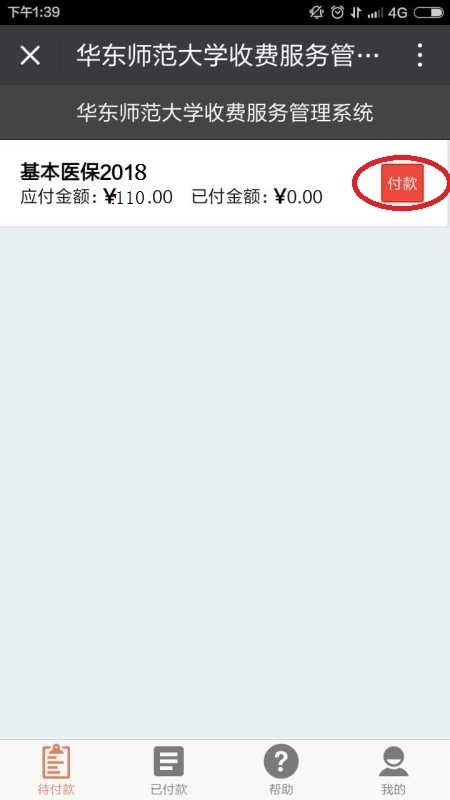 下午1:39
4G
华东师范大学收费服务管···
华东师范大学收费服务管理系统
基本医保2018
应付金额: ¥110.00 已付金额: ¥0.00
付款
待付款
已付款
帮助
我的